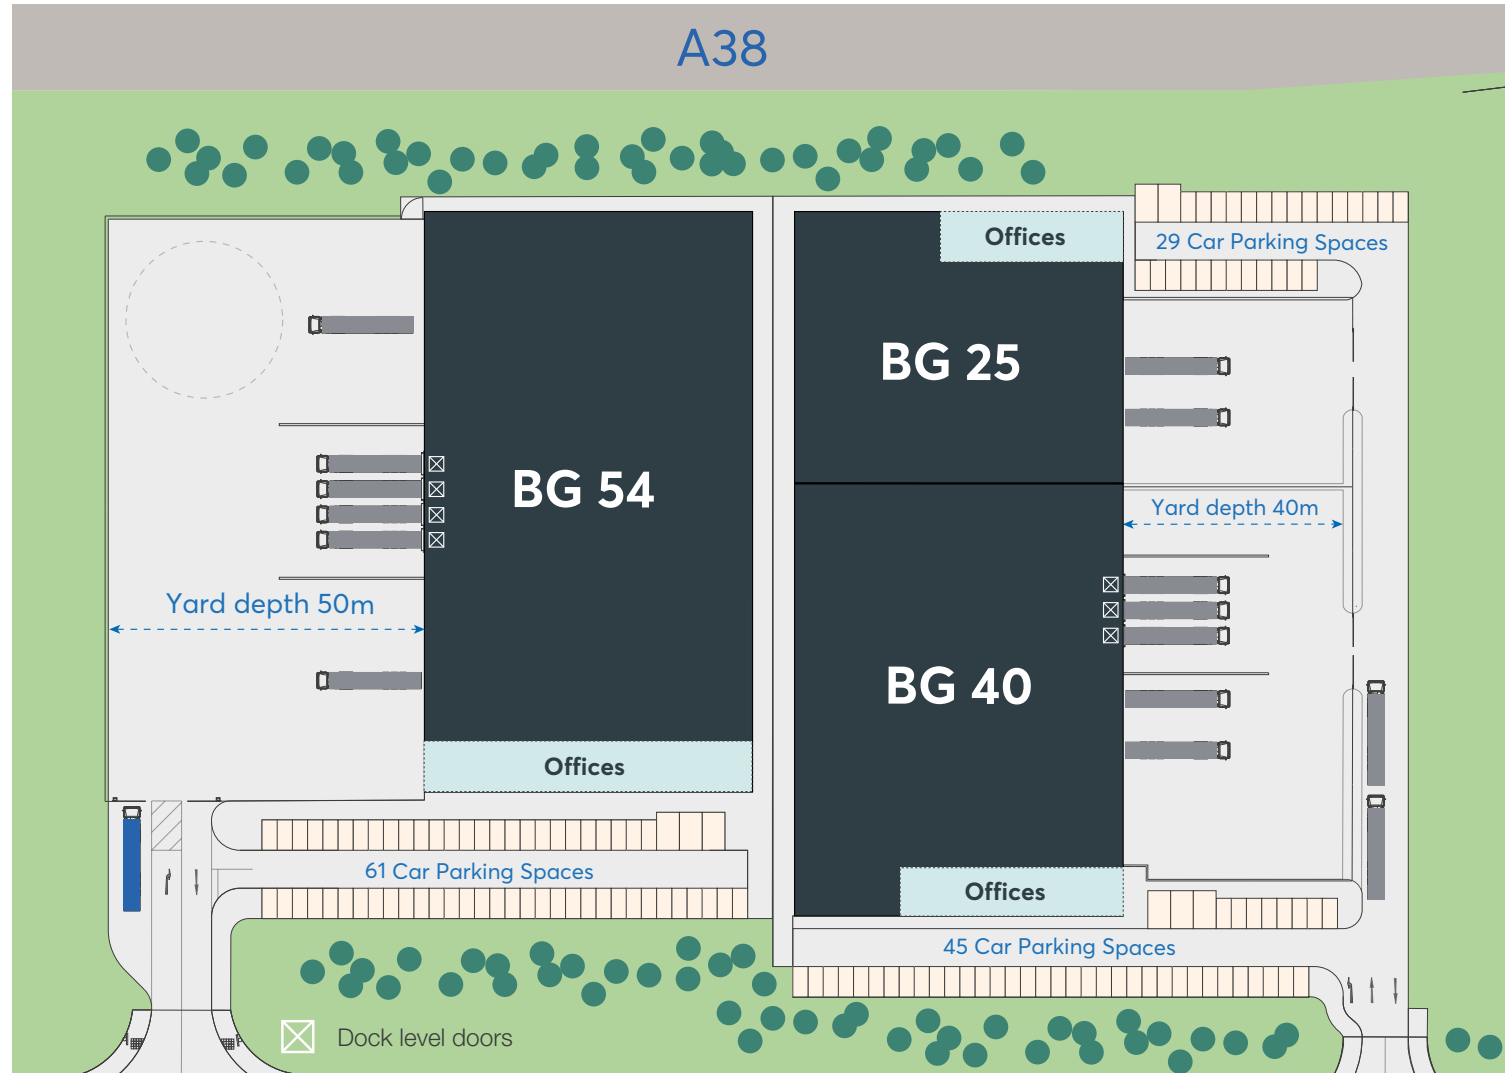 A38
Offices
29 Car Parking Spaces
BG 25
BG 54
Yard depth 40m
Yard depth 50m
BG 40
Offices
61 Car Parking Spaces
Offices
45 Car Parking Spaces
Dock level doors